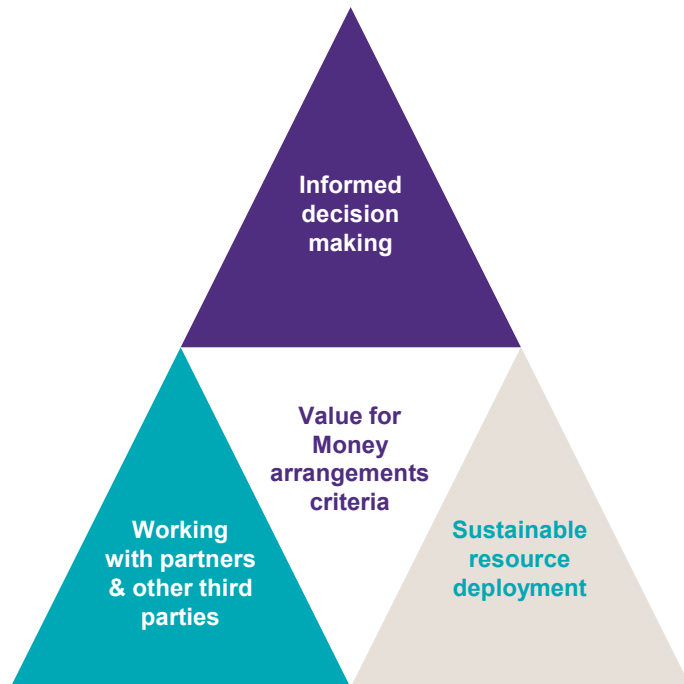 Informed
decision
making
Value for
Money
arrangements
criteria
Working
with partners
& other third
parties
Sustainable
resource
deployment